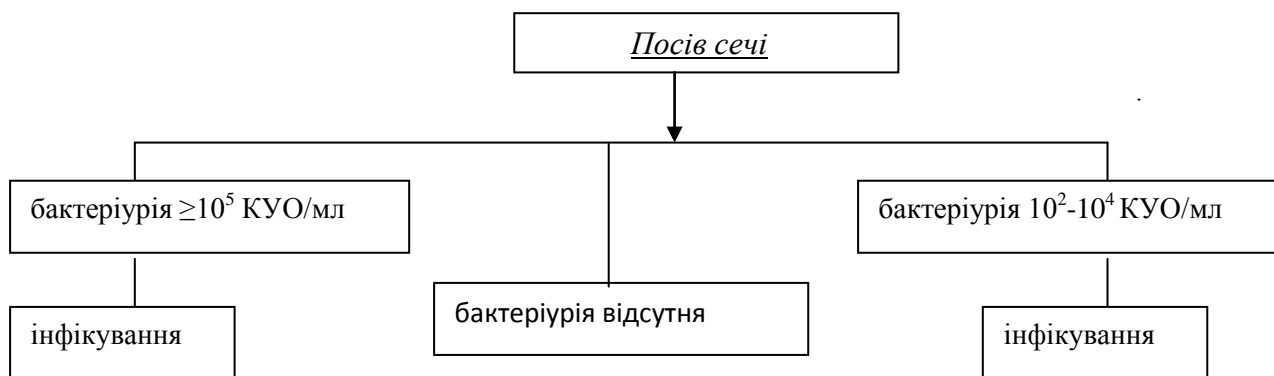 Посів сечі
бактеріурія ≥10⁵ КУО/мл
бактеріурія 10²-10⁴ КУО/мл
бактеріурія відсутня
інфікування
інфікування